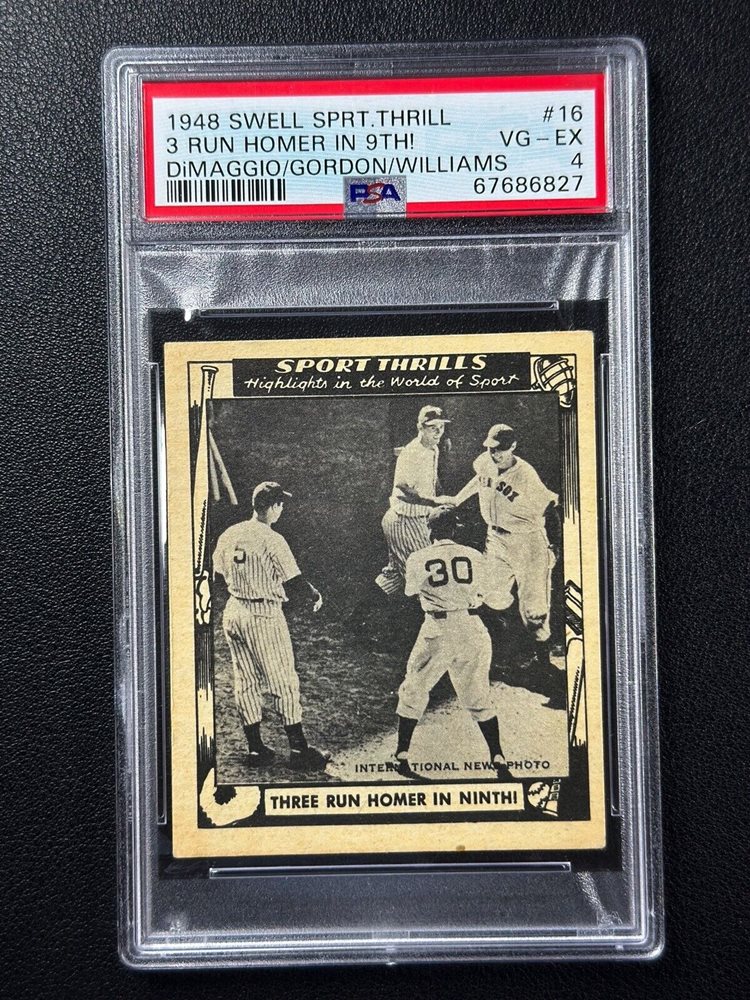 1948 SWELL SPRT.THRILL #16
3 RUN HOMER IN 9TH! VG-EX
DiMAGGIO/GORDON/WILLIAMS 4
PSA 67686827
SPORT THRILLS
Highlights in the World of Sport
RED SOX
5
30
INTERNATIONAL NEWS PHOTO
THREE RUN HOMER IN NINTH!